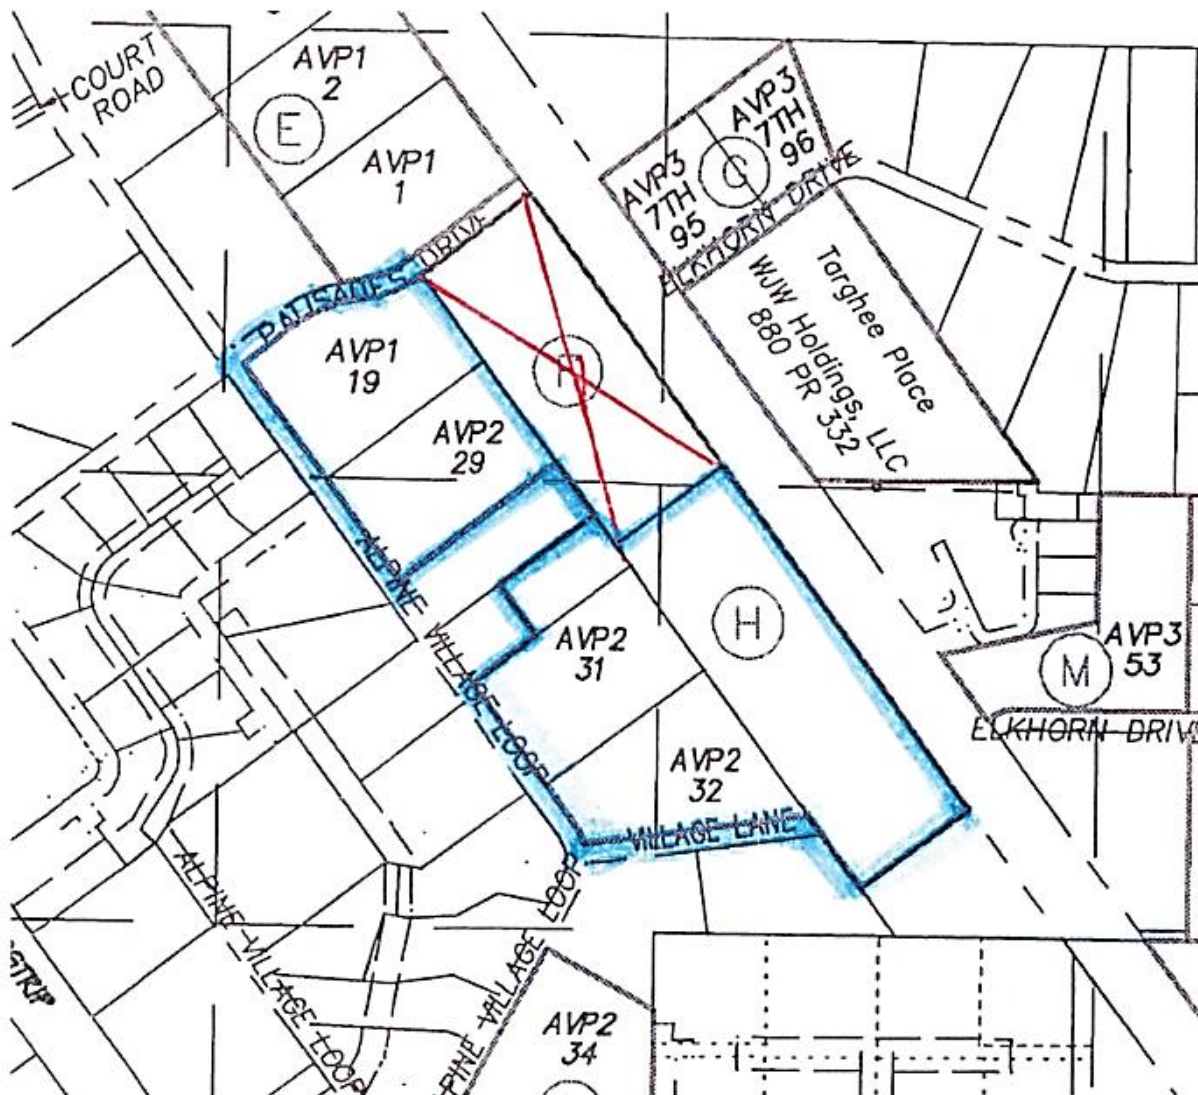 COURT
ROAD
AVP1
2
E
AVP1
1
AVP3
7TH
96
AVP3
7TH
95
C
ELKHORN DRIVE
PALISADES DRIVE
Targhee Place
WJW Holdings, LLC
880 PR 332
AVP1
19
AVP2
29
ALPINE VILLAGE LOOP
AVP2
31
H
AVP3
53
M
ELKHORN DRIVE
AVP2
32
VILLAGE LANE
ALPINE VILLAGE LOOP
ALPINE VILLAGE LOOP
STRIP
AVP2
34